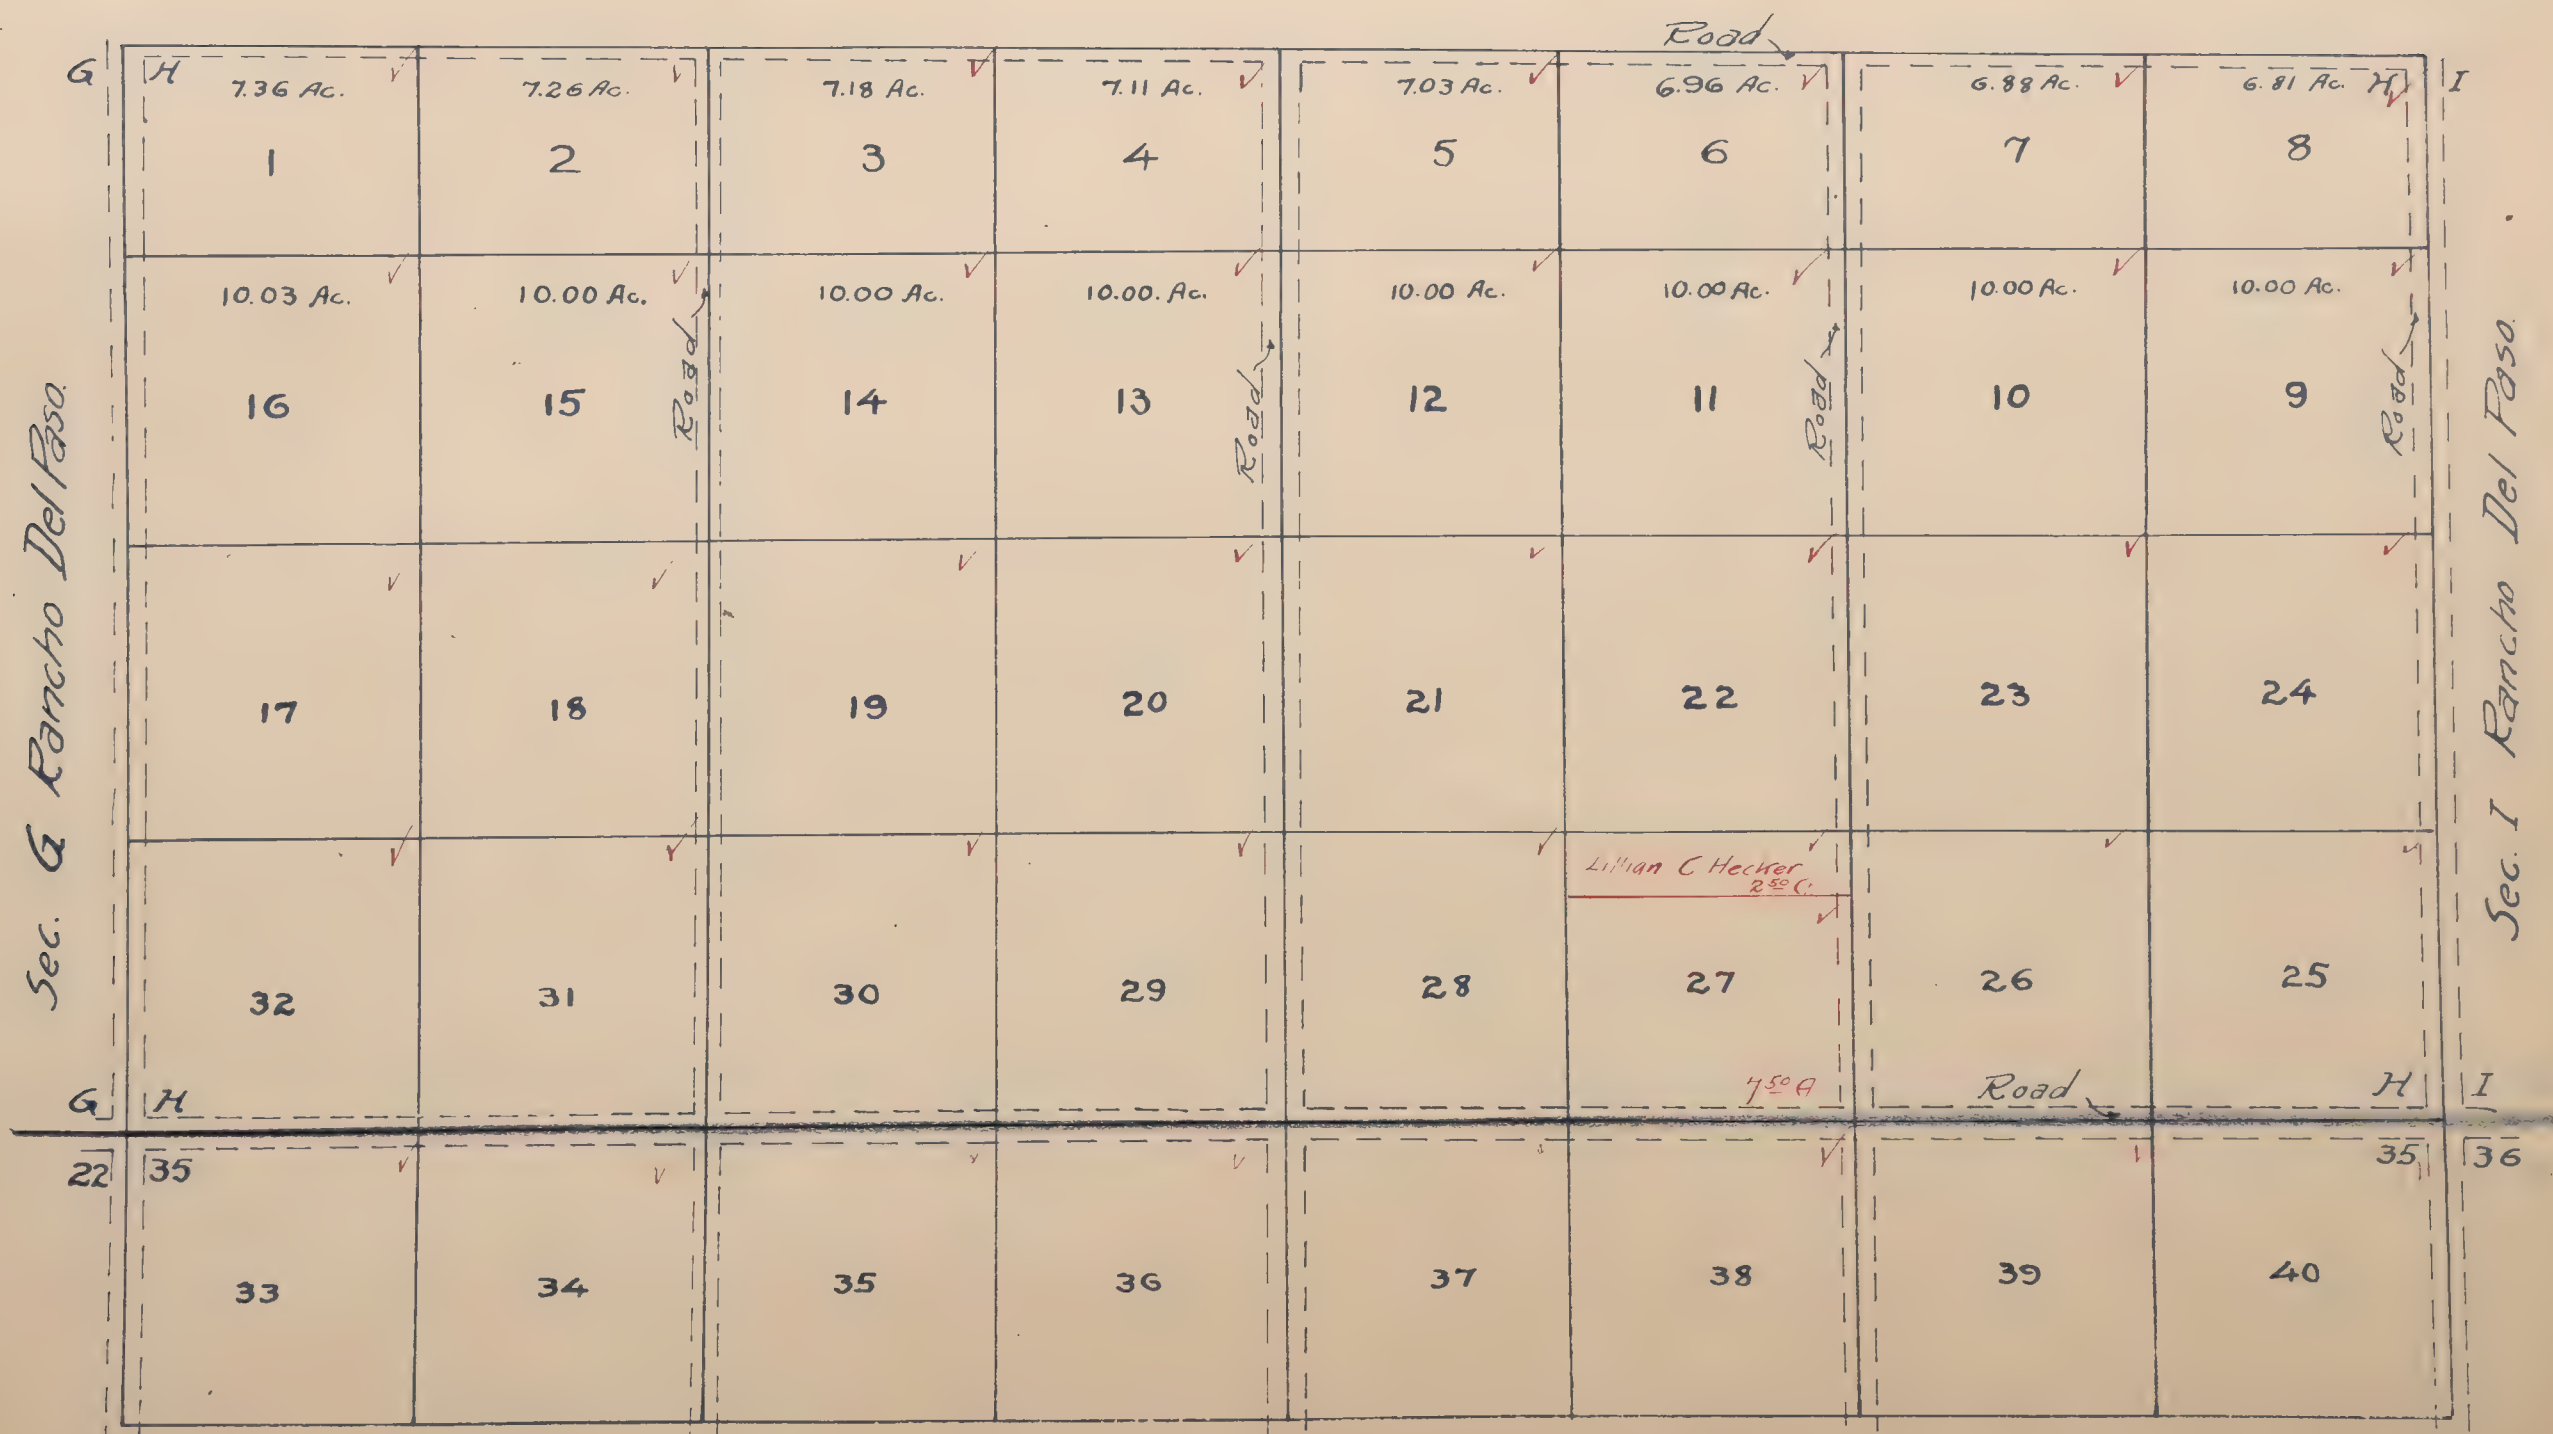 Road
G H 7.36 Ac. 7.26 Ac. 7.18 Ac. 7.11 Ac. 7.03 Ac. 6.96 Ac. 6.88 Ac. 6.81 Ac. H I
1 2 3 4 5 6 7 8
10.03 Ac. 10.00 Ac. 10.00 Ac. 10.00. Ac. 10.00 Ac. 10.00 Ac. 10.00 Ac. 10.00 Ac.
Road Road Road Road
16 15 14 13 12 11 10 9
Sec. G Rancho Del Paso.
Sec. I Rancho Del Paso.
17 18 19 20 21 22 23 24
Lillian C Hecker
2 50
32 31 30 29 28 27 26 25
7 50 A
Road
G H H I
22 35 35 36
33 34 35 36 37 38 39 40